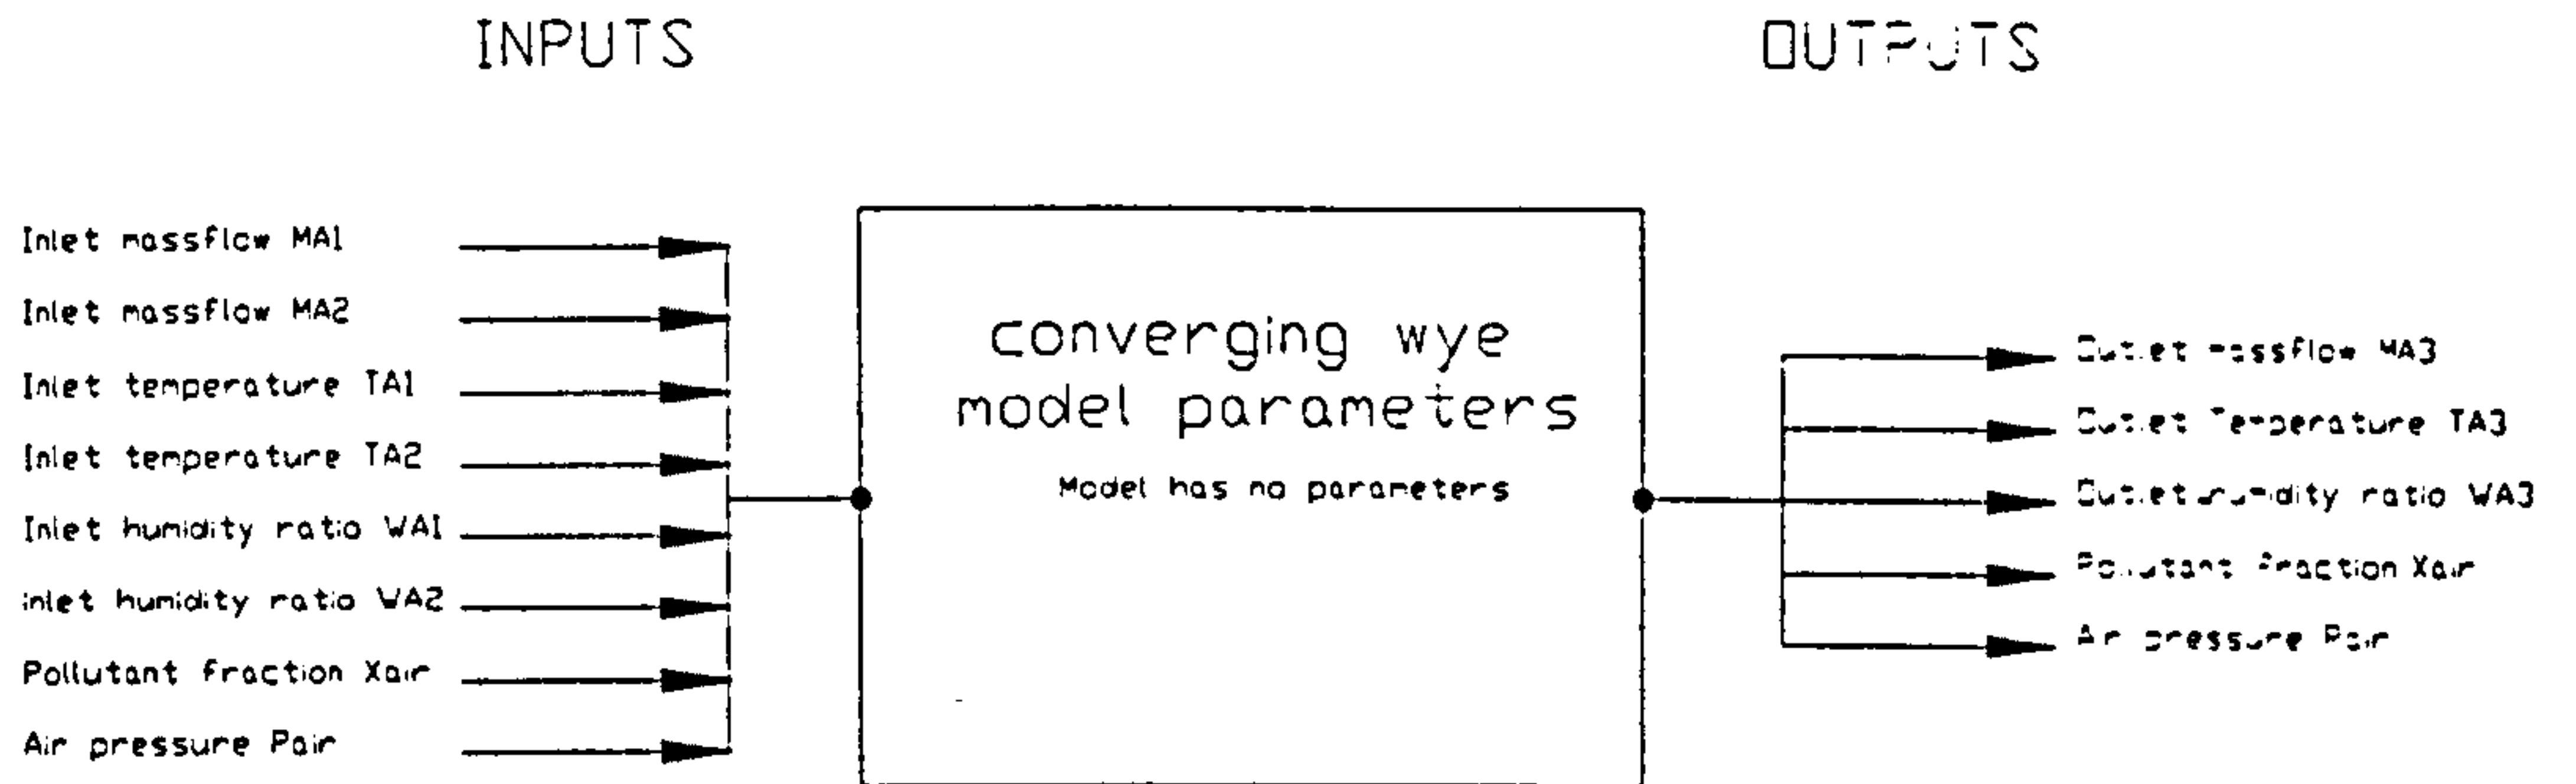 INPUTS
OUTPUTS
Inlet massflow MA1
Inlet massflow MA2
Inlet temperature TA1
Inlet temperature TA2
Inlet humidity ratio WA1
inlet humidity ratio WA2
Pollutant fraction Xair
Air pressure Pair
converging wye
model parameters
Model has no parameters
Outlet massflow MA3
Outlet Temperature TA3
Outlet humidity ratio WA3
Pollutant fraction Xair
Air pressure Pair